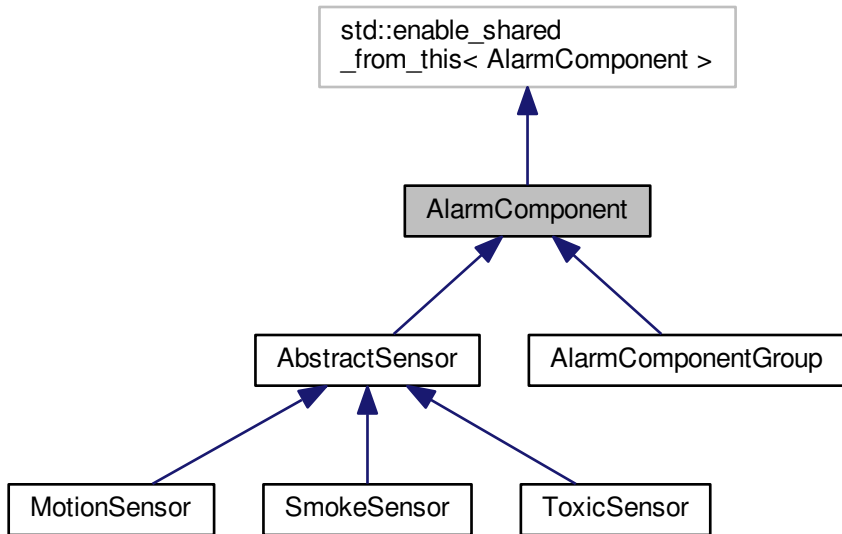 std::enable_shared
_from_this< AlarmComponent >
AlarmComponent
AbstractSensor
AlarmComponentGroup
MotionSensor
SmokeSensor
ToxicSensor